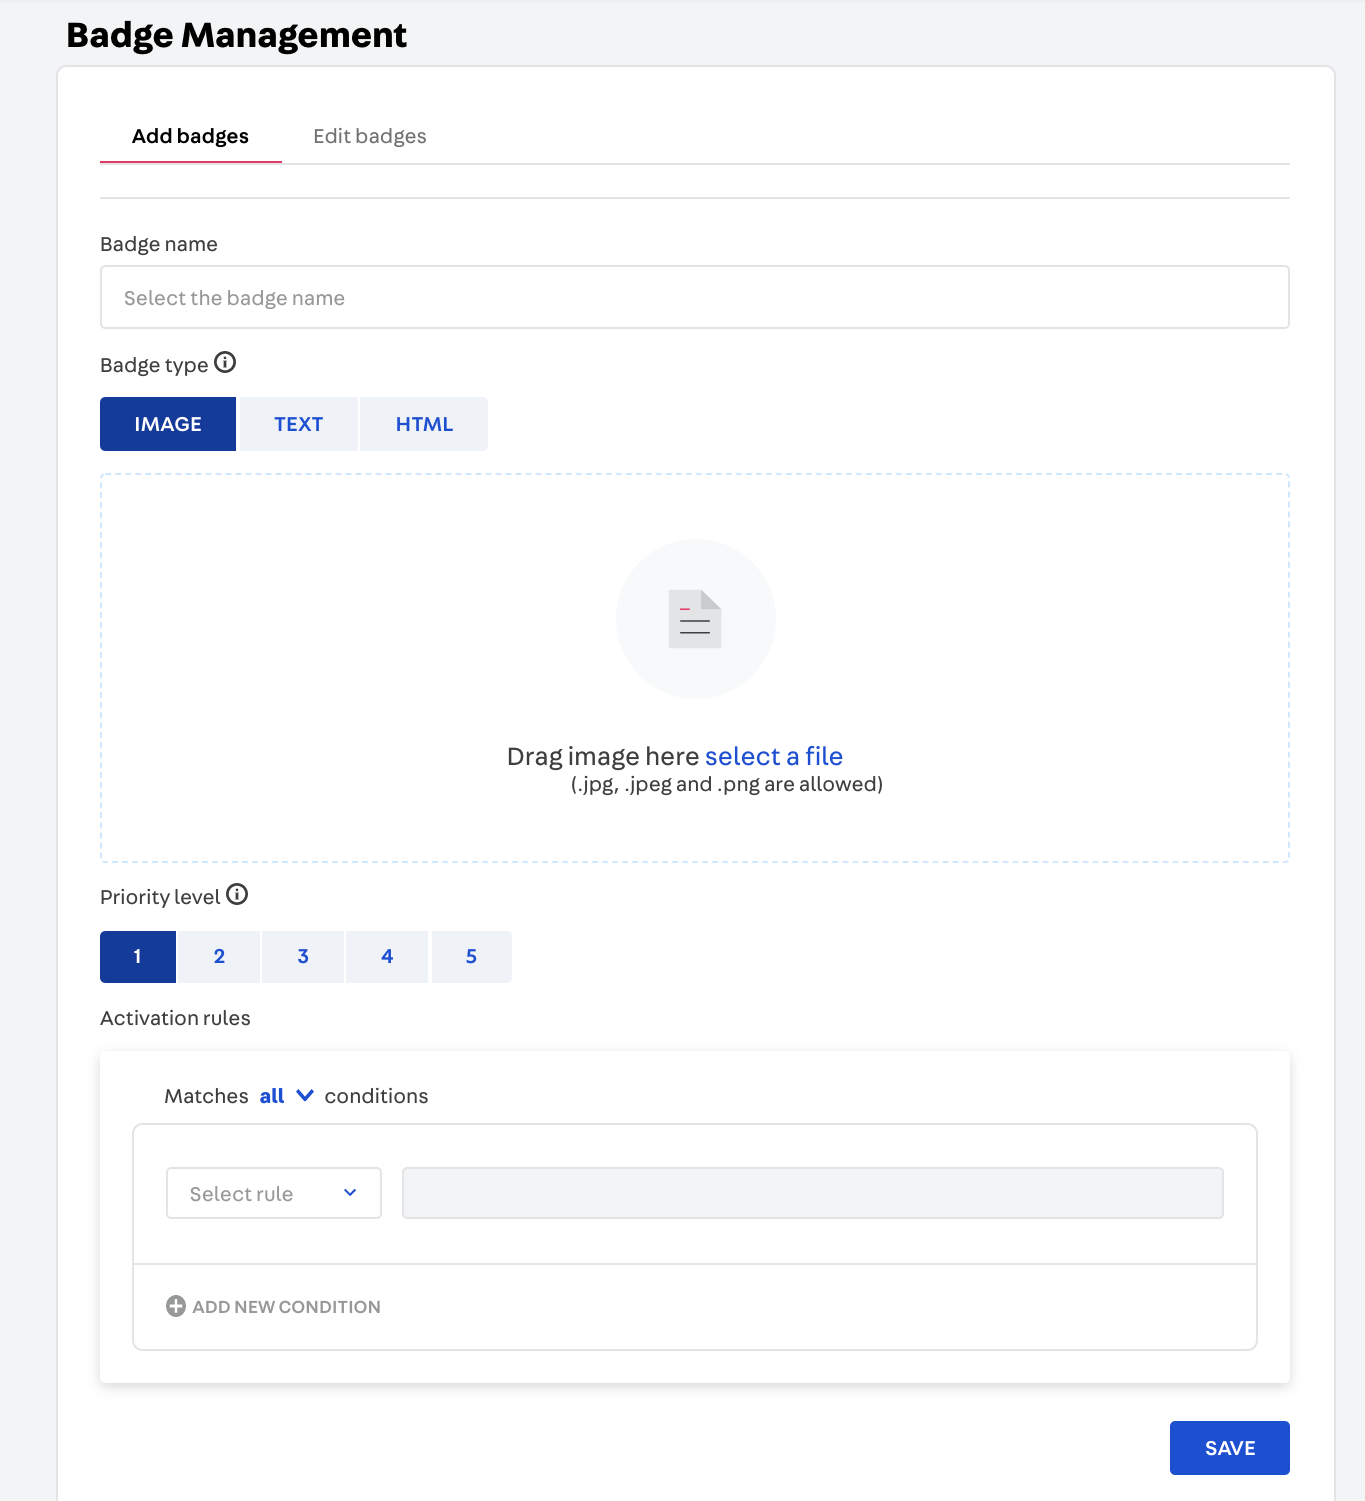 Badge Management
Add badges Edit badges
Badge name
Select the badge name
Badge type
IMAGE TEXT HTML
Drag image here select a file
(.jpg, .jpeg and .png are allowed)
Priority level
1 2 3 4 5
Activation rules
Matches all conditions
Select rule
ADD NEW CONDITION
SAVE